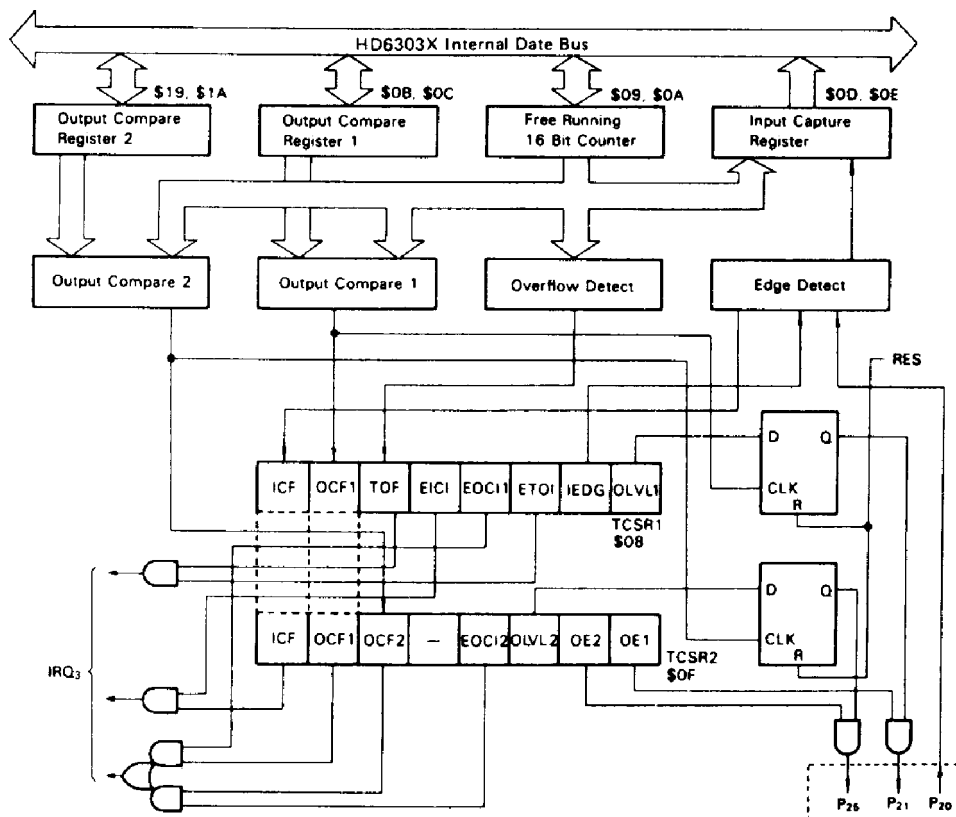 HD6303X Internal Date Bus
$19, $1A
$0B, $0C
$09, $0A
$0D, $0E
Output Compare
Register 2
Output Compare
Register 1
Free Running
16 Bit Counter
Input Capture
Register
Output Compare 2
Output Compare 1
Overflow Detect
Edge Detect
RES
D
Q
CLK
R
ICF
OCF1
TOF
EICI
EOCI1
ETOI
IEDG
OLVL1
TCSR1
$08
D
Q
CLK
R
ICF
OCF1
OCF2
—
EOCI2
OLVL2
OE2
OE1
TCSR2
$0F
IRQ₃
P₂₅
P₂₁
P₂₀